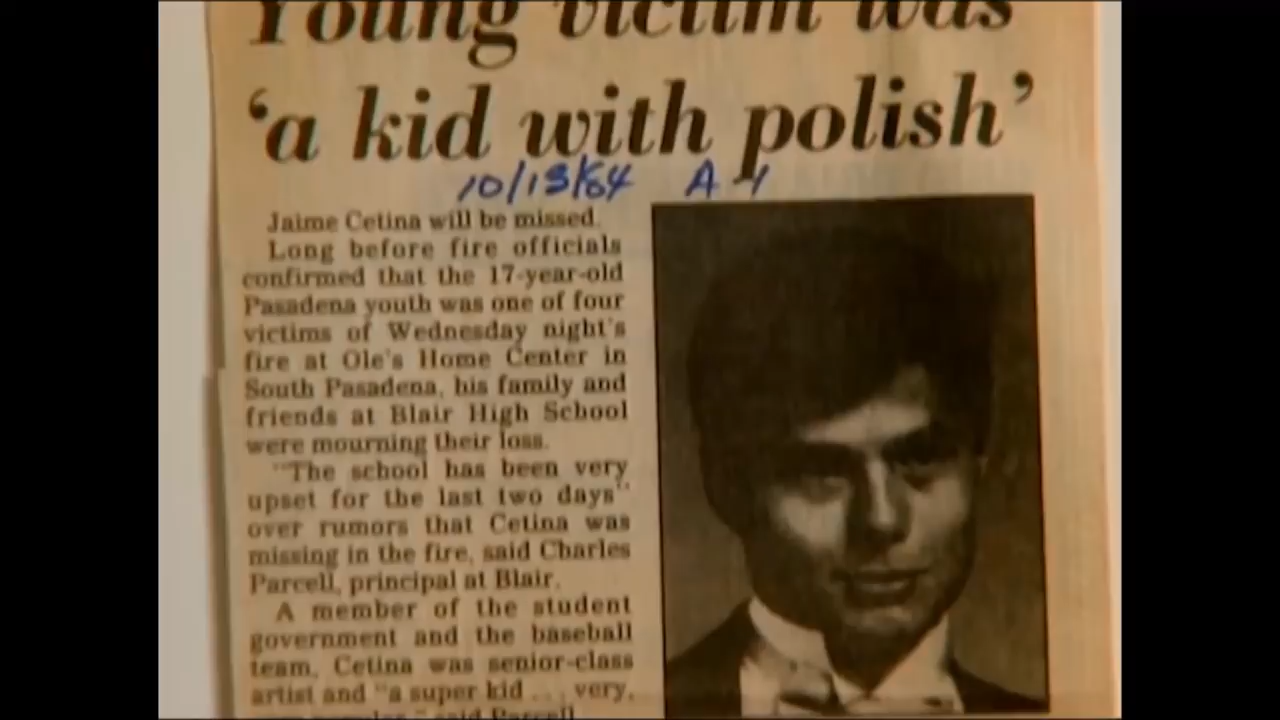 Young victim was
'a kid with polish'
10/13/84 A 1
Jaime Cetina will be missed.
Long before fire officials
confirmed that the 17-year-old
Pasadena youth was one of four
victims of Wednesday night's
fire at Ole's Home Center in
South Pasadena, his family and
friends at Blair High School
were mourning their loss.
"The school has been very
upset for the last two days"
over rumors that Cetina was
missing in the fire, said Charles
Parcell, principal at Blair.
A member of the student
government and the baseball
team, Cetina was senior-class
artist and "a super kid . . . very,
said Parcell